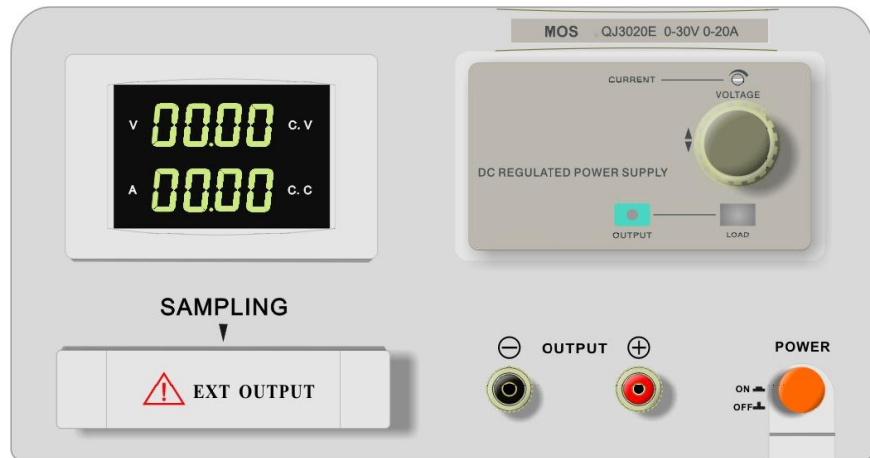 MOS QJ3020E 0-30V 0-20A
CURRENT
VOLTAGE
V 00.00 C.V
A 00.00 C.C
DC REGULATED POWER SUPPLY
OUTPUT
LOAD
SAMPLING
EXT OUTPUT
OUTPUT
POWER
ON
OFF